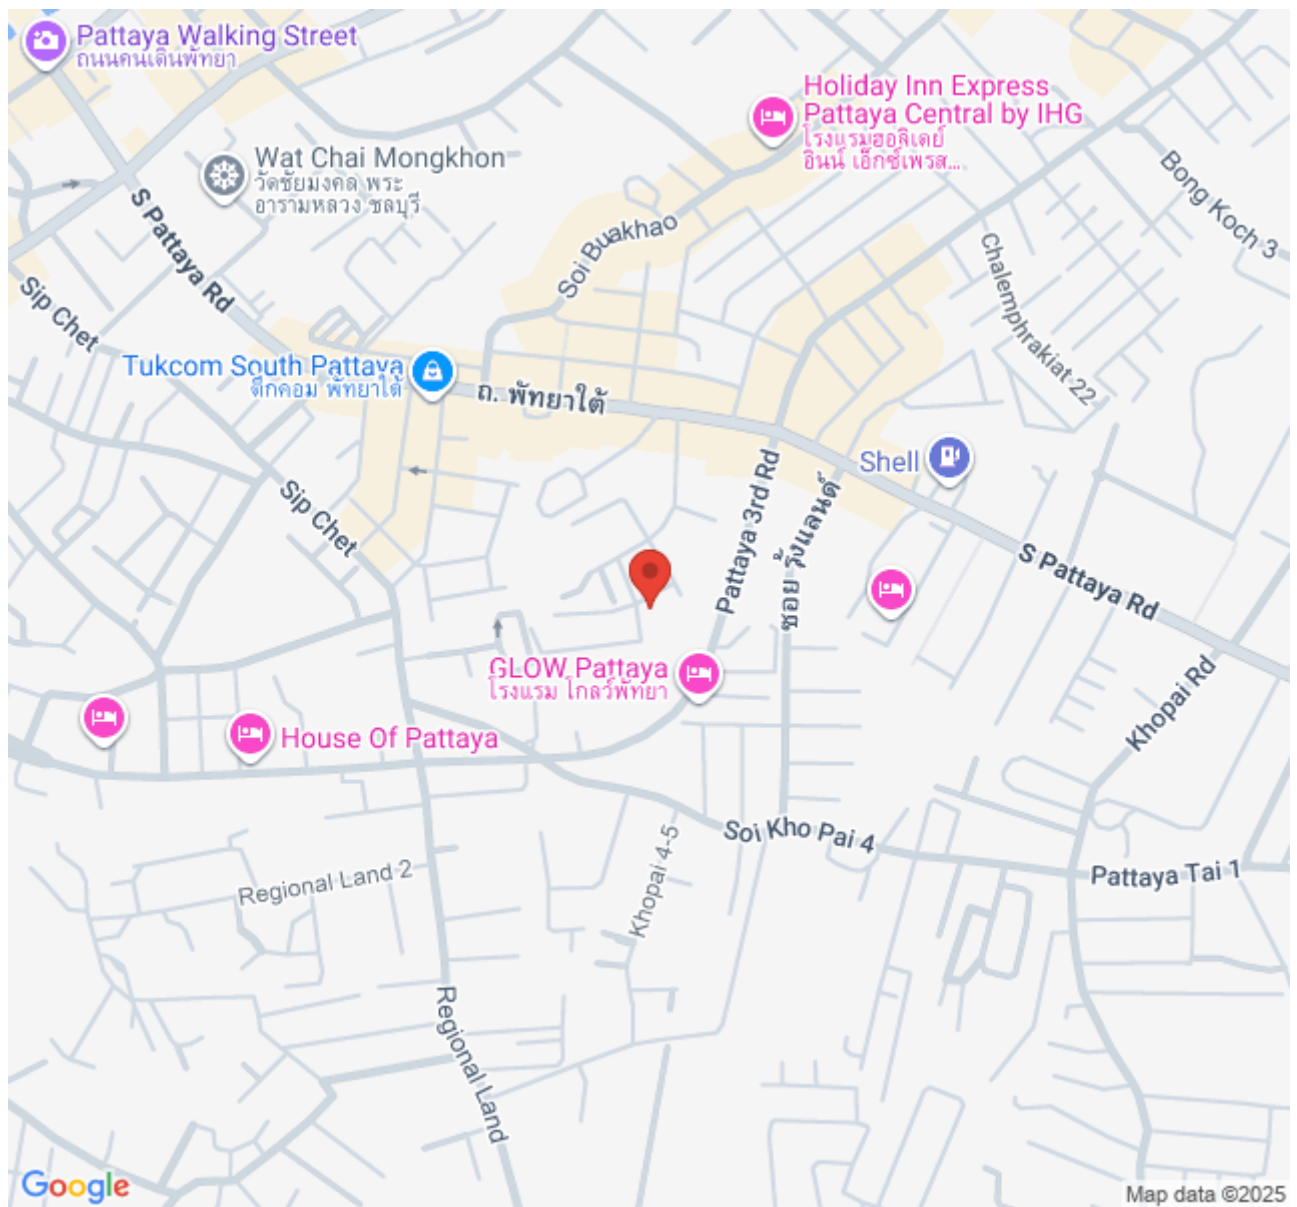 Pattaya Walking Street
ถนนคนเดินพัทยา
Holiday Inn Express
Pattaya Central by IHG
โรงแรมฮอลิเดย์
อินน์ เอ็กซ์เพรส...
Wat Chai Mongkhon
วัดชัยมงคล พระ
อารามหลวง ชลบุรี
Bong Koch 3
S Pattaya Rd
Soi Buakhao
Chalermphrakiat 22
Sip Chet
Tukcom South Pattaya
ตึกคอม พัทยาใต้
ถ. พัทยาใต้
Shell
Sip Chet
Pattaya 3rd Rd
ซอย วิ้งแลนด์
S Pattaya Rd
GLOW Pattaya
โรงแรม โกลว์พัทยา
Khopai Rd
House Of Pattaya
Soi Kho Pai 4
Khopai 4-5
Pattaya Tai 1
Regional Land 2
Regional Land
Google
Map data ©2025